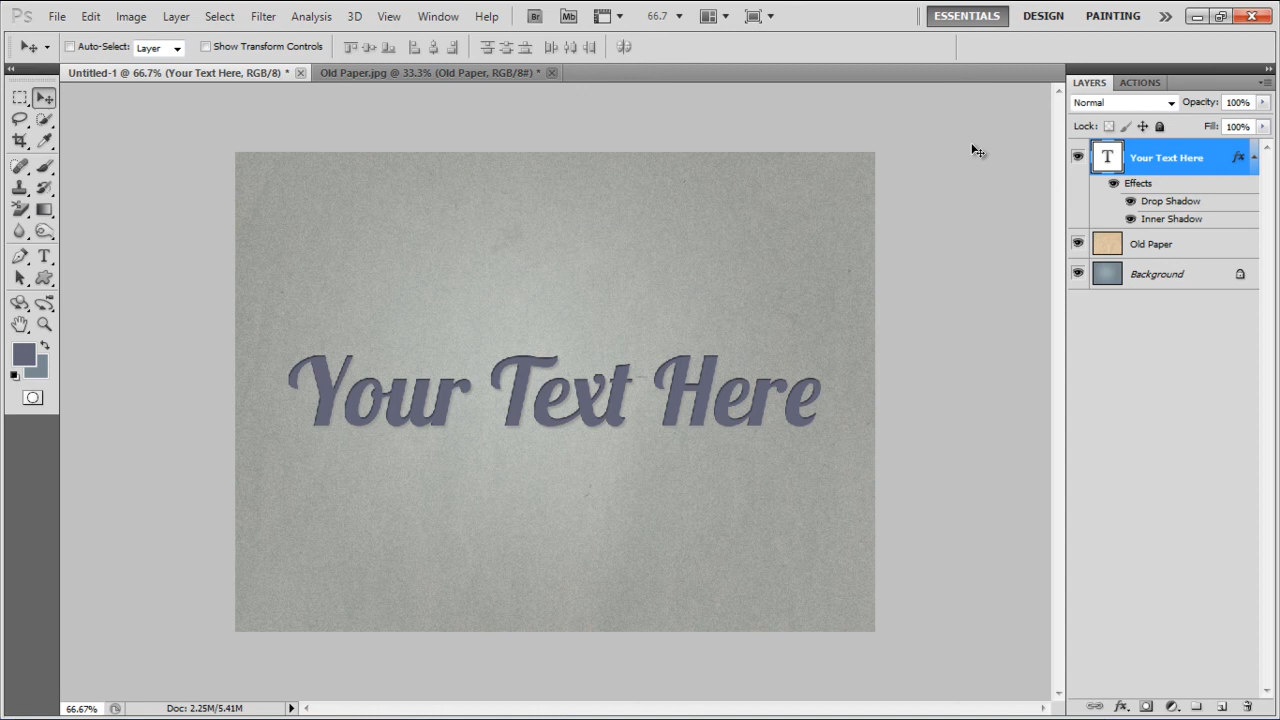 Ps File Edit Image Layer Select Filter Analysis 3D View Window Help Br Mb 66.7 ESSENTIALS DESIGN PAINTING
Auto-Select: Layer Show Transform Controls
Untitled-1 @ 66.7% (Your Text Here, RGB/8) * Old Paper.jpg @ 33.3% (Old Paper, RGB/8#) *
LAYERS ACTIONS
Normal Opacity: 100%
Lock: Fill: 100%
T Your Text Here fx
Effects
Drop Shadow
Inner Shadow
Old Paper
Background
Your Text Here
66.67% Doc: 2.25M/5.41M